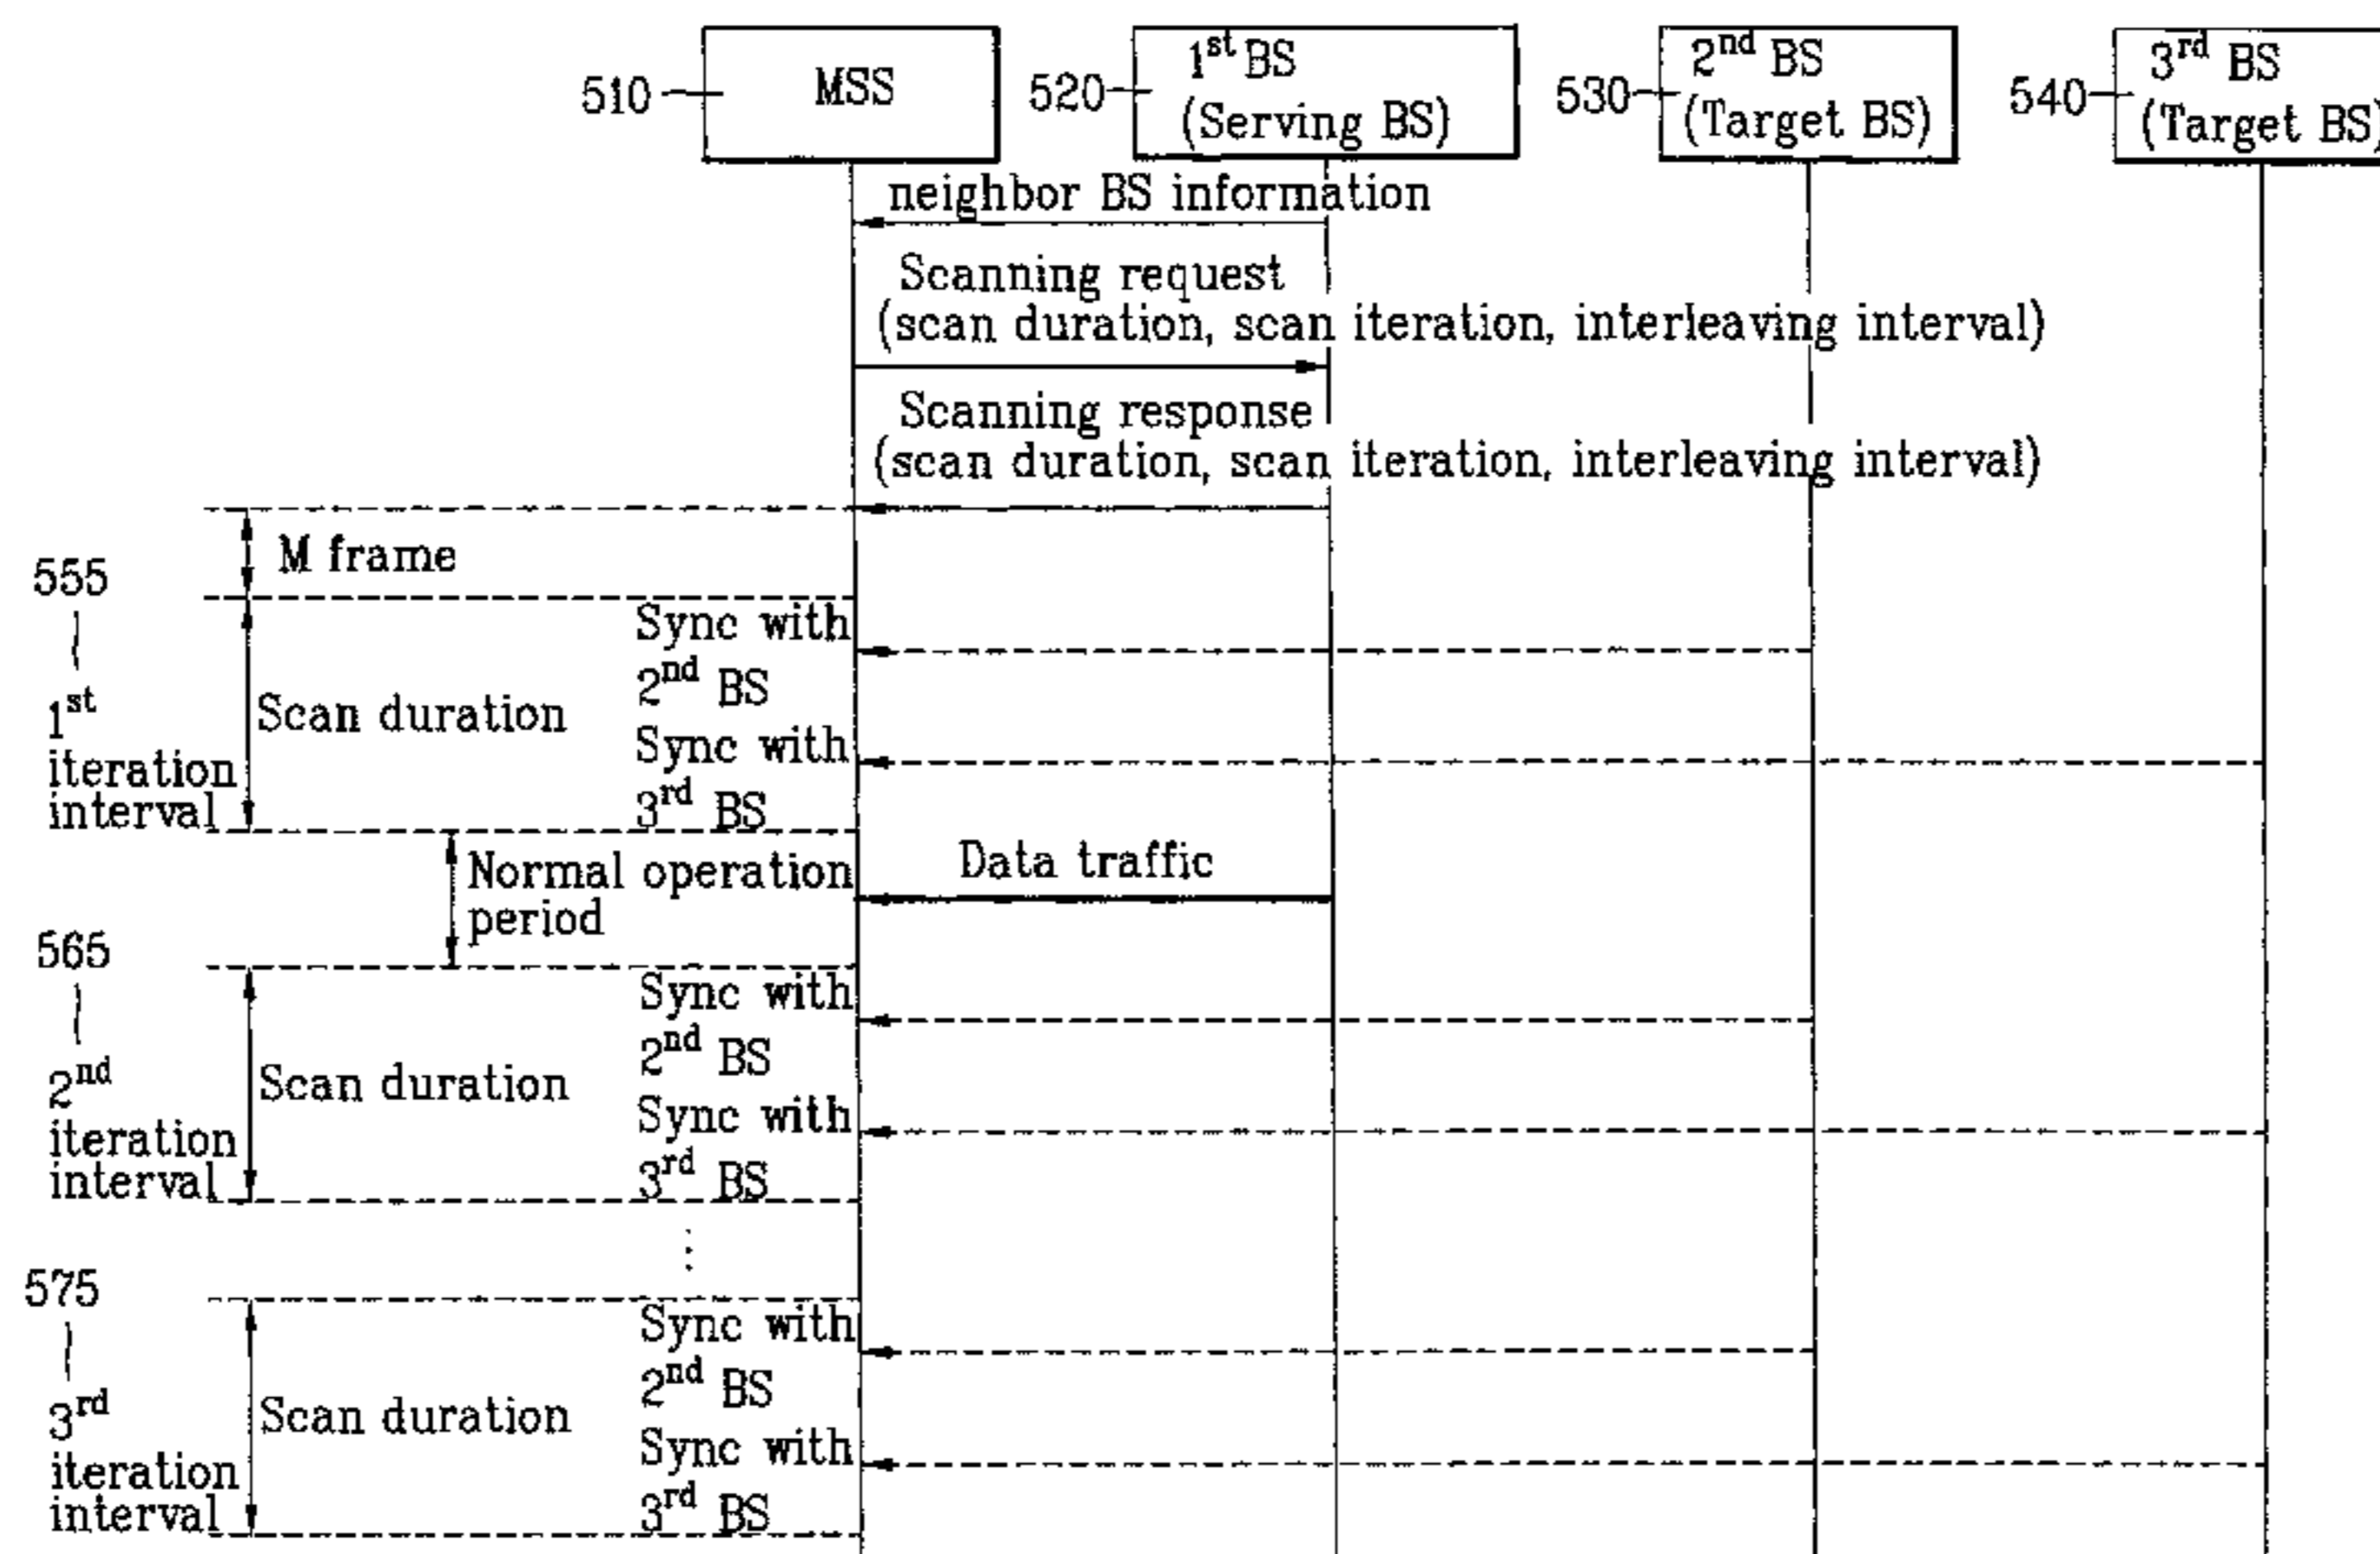 510
MSS
520
1st BS
(Serving BS)
530
2nd BS
(Target BS)
540
3rd BS
(Target BS)
neighbor BS information
Scanning request
(scan duration, scan iteration, interleaving interval)
Scanning response
(scan duration, scan iteration, interleaving interval)
M frame
555
1st
iteration
interval
Scan duration
Sync with
2nd BS
Sync with
3rd BS
Normal operation
period
Data traffic
565
2nd
iteration
interval
Scan duration
Sync with
2nd BS
Sync with
3rd BS
575
3rd
iteration
interval
Scan duration
Sync with
2nd BS
Sync with
3rd BS